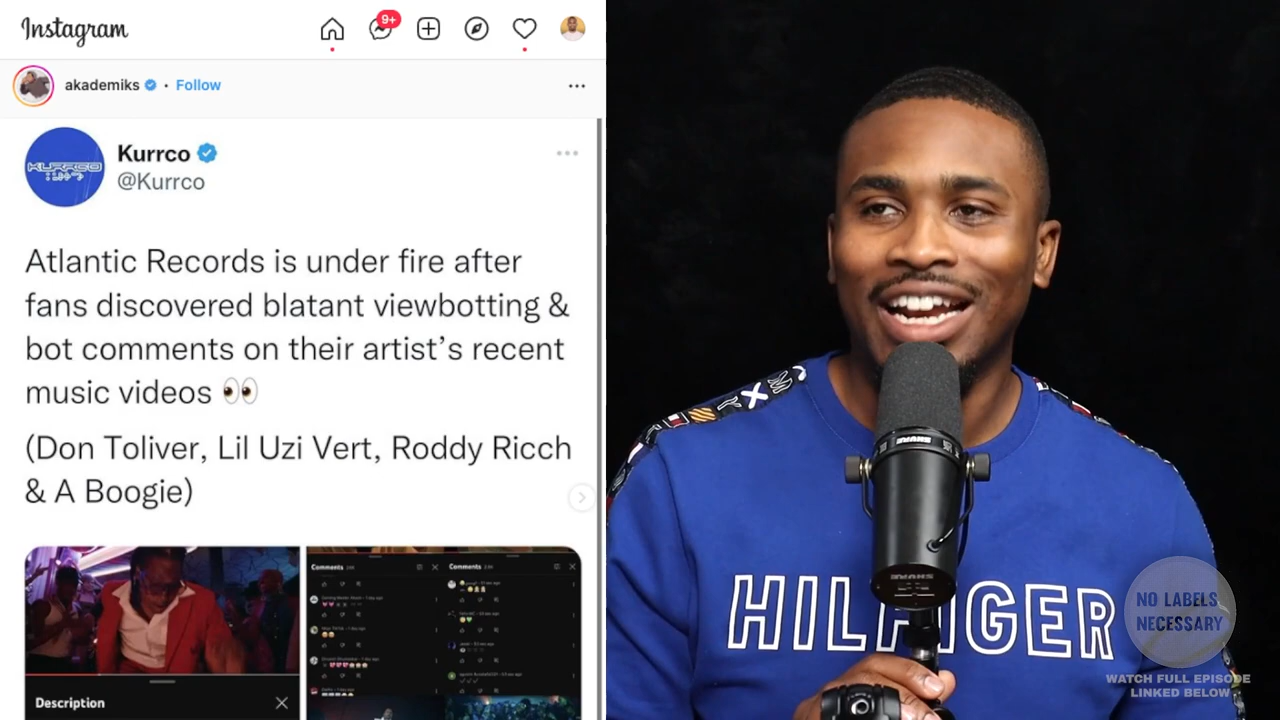 Instagram
9+
akademiks • Follow
Kurrco
@Kurrco
KURRCO
Atlantic Records is under fire after
fans discovered blatant viewbotting &
bot comments on their artist's recent
music videos 👀
(Don Toliver, Lil Uzi Vert, Roddy Ricch
& A Boogie)
Comments
Comments
Description
SHURE
HILFIGER
NO LABELS
NECESSARY
WATCH FULL EPISODE
LINKED BELOW